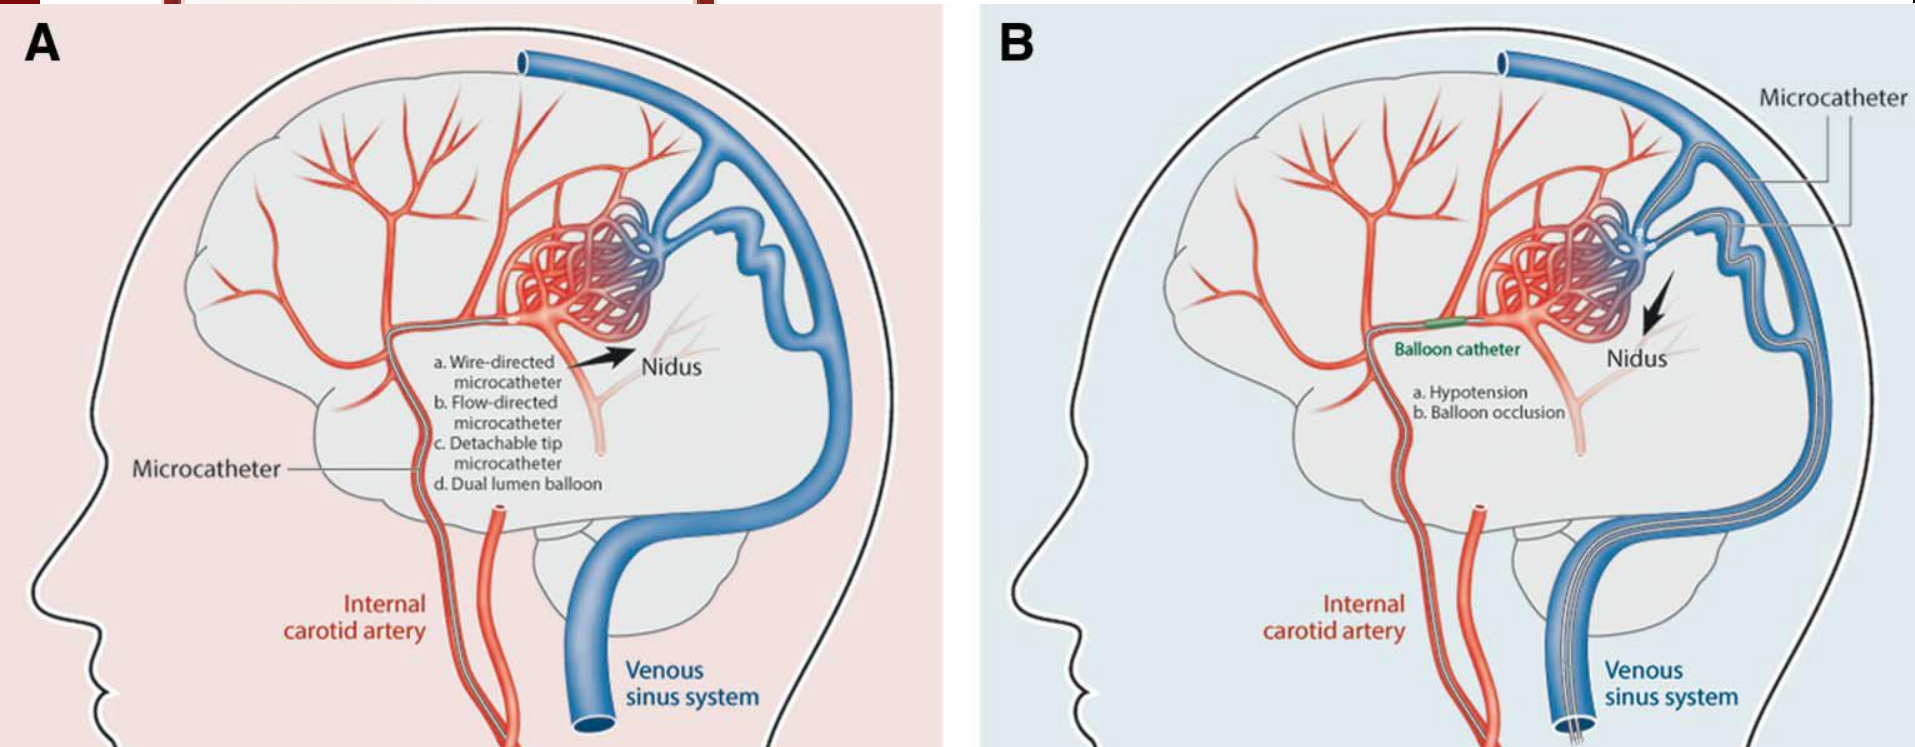 A
a. Wire-directed
microcatheter
b. Flow-directed
microcatheter
c. Detachable tip
microcatheter
d. Dual lumen balloon
Nidus
Microcatheter
Internal
carotid artery
Venous
sinus system
B
Microcatheter
Balloon catheter
Nidus
a. Hypotension
b. Balloon occlusion
Internal
carotid artery
Venous
sinus system